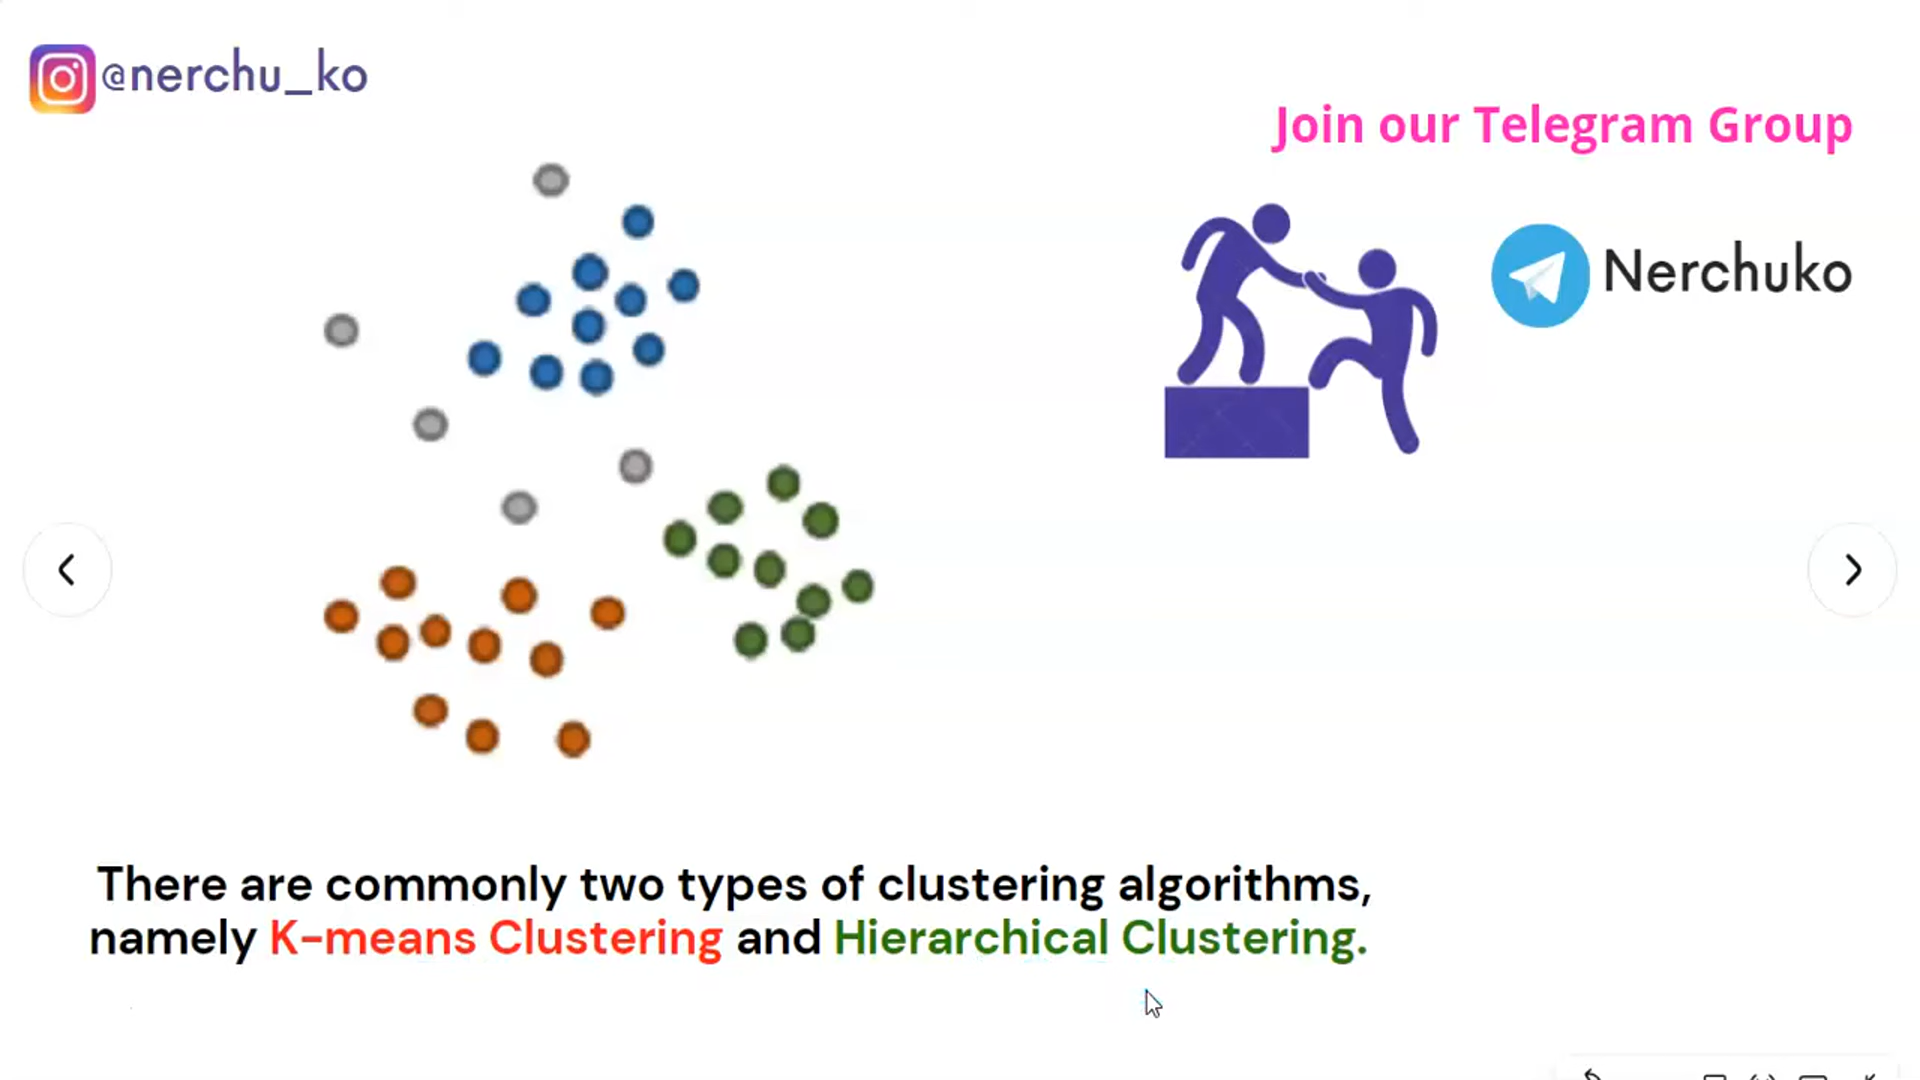 @nerchu_ko
Join our Telegram Group
Nerchuko
There are commonly two types of clustering algorithms,
namely K-means Clustering and Hierarchical Clustering.